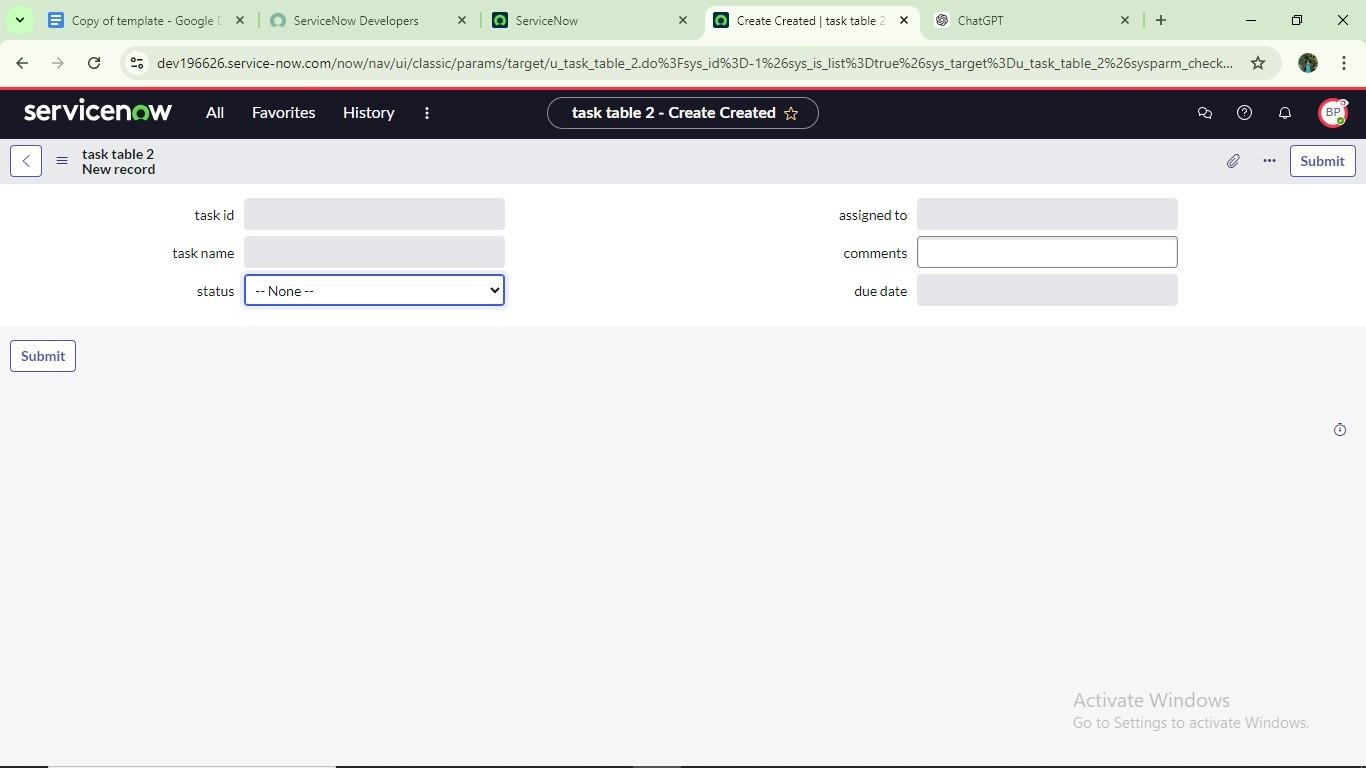 Copy of template - Google D
ServiceNow Developers
ServiceNow
Create Created | task table 2
ChatGPT
dev196626.service-now.com/now/nav/ui/classic/params/target/u_task_table_2.do%3Fsys_id%3D-1%26sys_is_list%3Dtrue%26sys_target%3Du_task_table_2%26sysparm_check...
servicenow
All
Favorites
History
task table 2 - Create Created
BP
task table 2
New record
Submit
task id
assigned to
task name
comments
status
-- None --
due date
Submit
Activate Windows
Go to Settings to activate Windows.